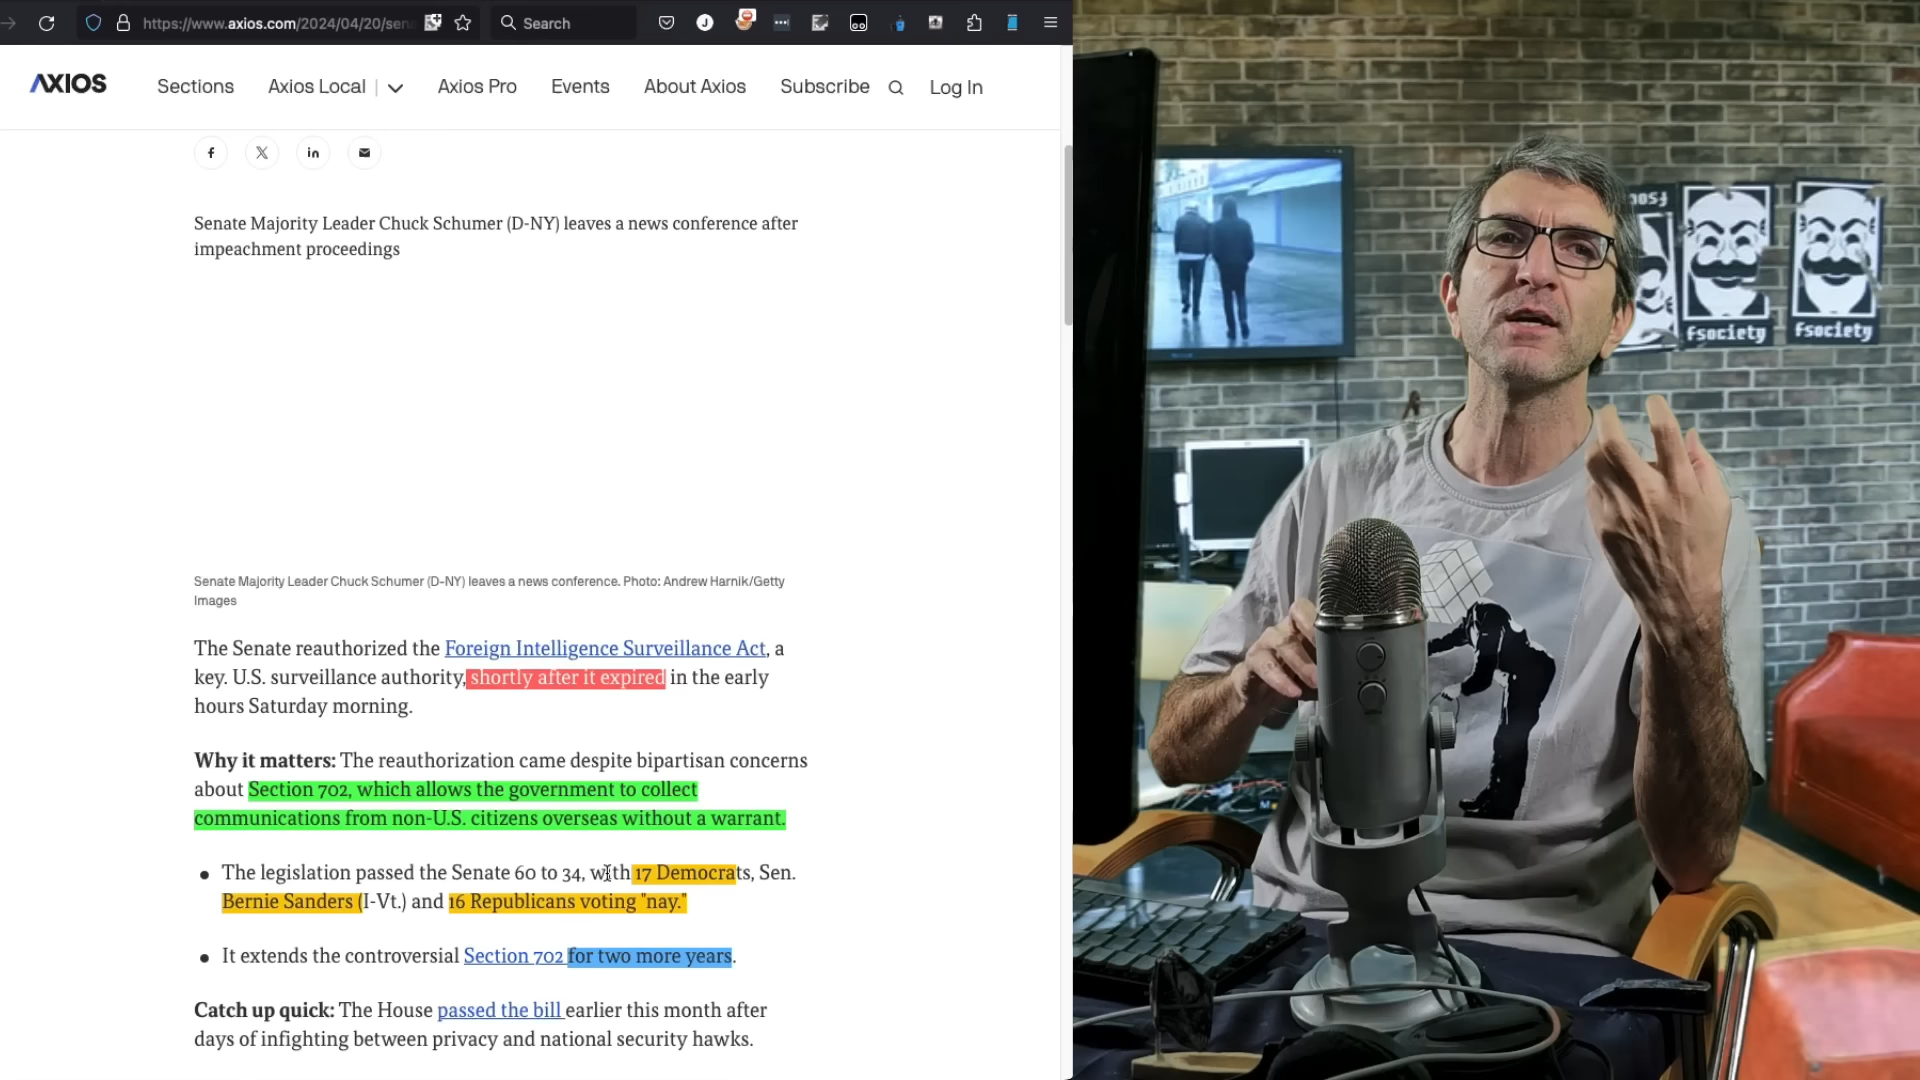 https://www.axios.com/2024/04/20/sen
Search
AXIOS
Sections
Axios Local
Axios Pro
Events
About Axios
Subscribe
Log In
Senate Majority Leader Chuck Schumer (D-NY) leaves a news conference after
impeachment proceedings
Senate Majority Leader Chuck Schumer (D-NY) leaves a news conference. Photo: Andrew Harnik/Getty
Images
The Senate reauthorized the Foreign Intelligence Surveillance Act, a
key. U.S. surveillance authority, shortly after it expired in the early
hours Saturday morning.
Why it matters: The reauthorization came despite bipartisan concerns
about Section 702, which allows the government to collect
communications from non-U.S. citizens overseas without a warrant.
The legislation passed the Senate 60 to 34, with 17 Democrats, Sen.
Bernie Sanders (I-Vt.) and 16 Republicans voting "nay."
It extends the controversial Section 702 for two more years.
Catch up quick: The House passed the bill earlier this month after
days of infighting between privacy and national security hawks.
fsociety
fsociety